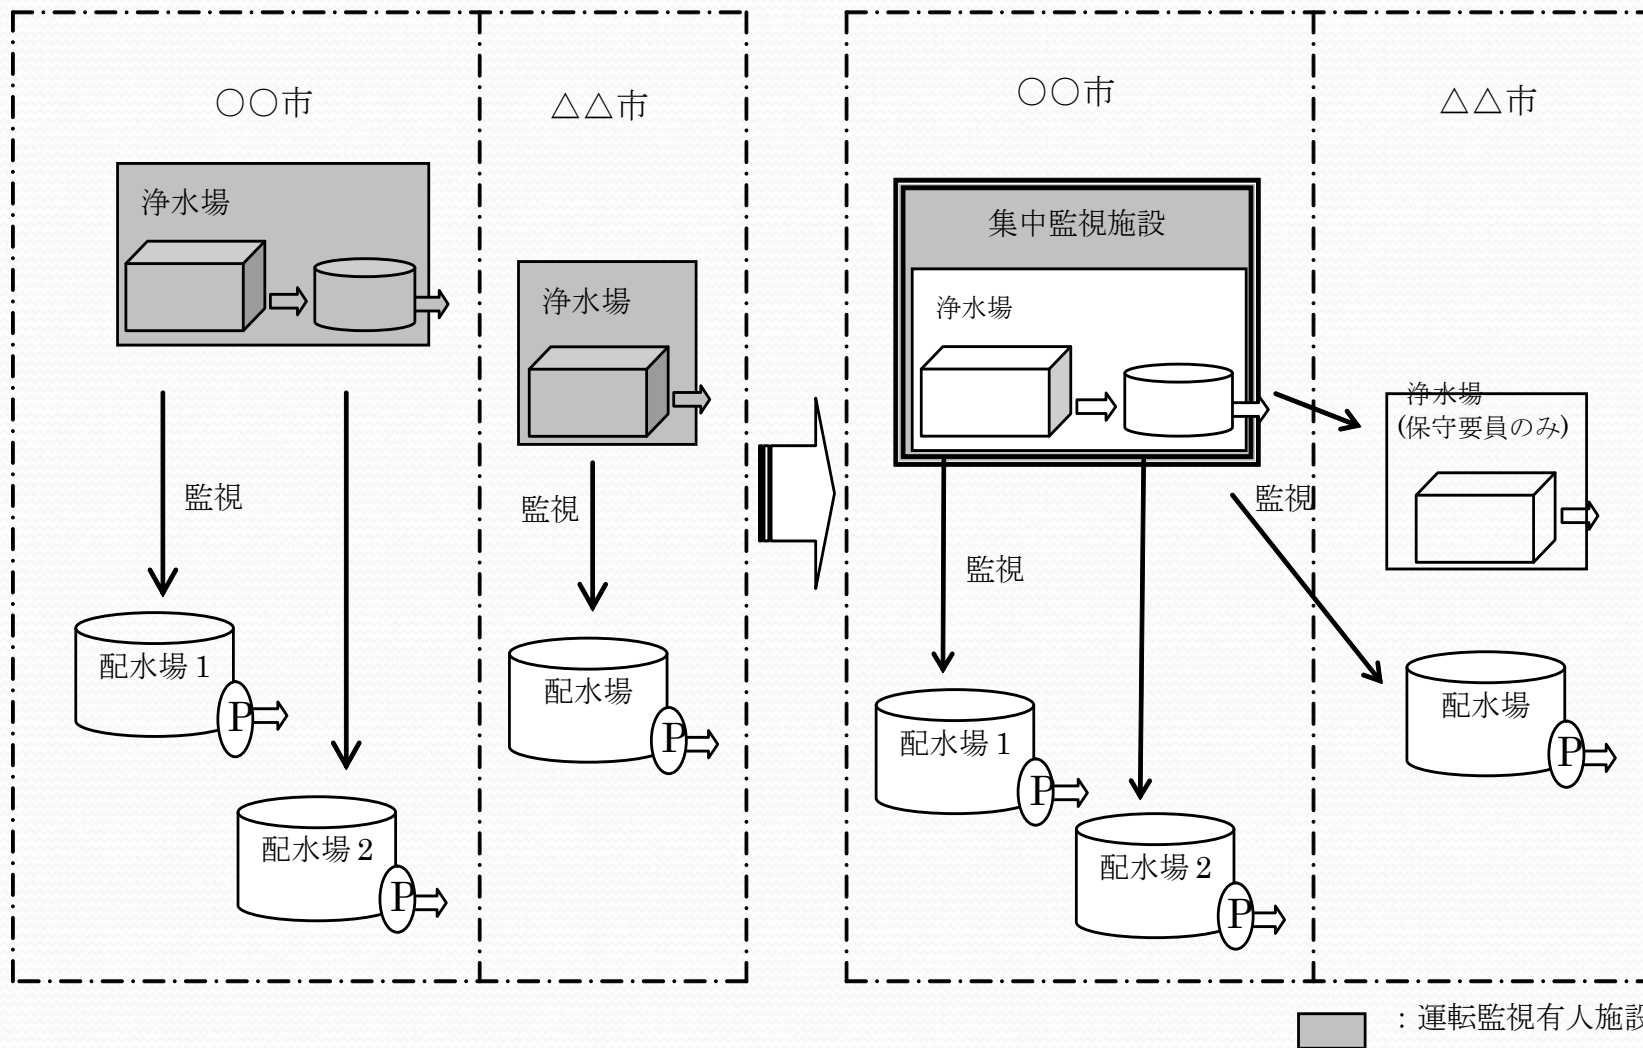 ○○市
△△市
浄水場
浄水場
監視
監視
配水場1
P
配水場
P
配水場2
P
○○市
△△市
集中監視施設
浄水場
浄水場
(保守要員のみ)
監視
監視
配水場1
P
配水場
P
配水場2
P
：運転監視有人施設